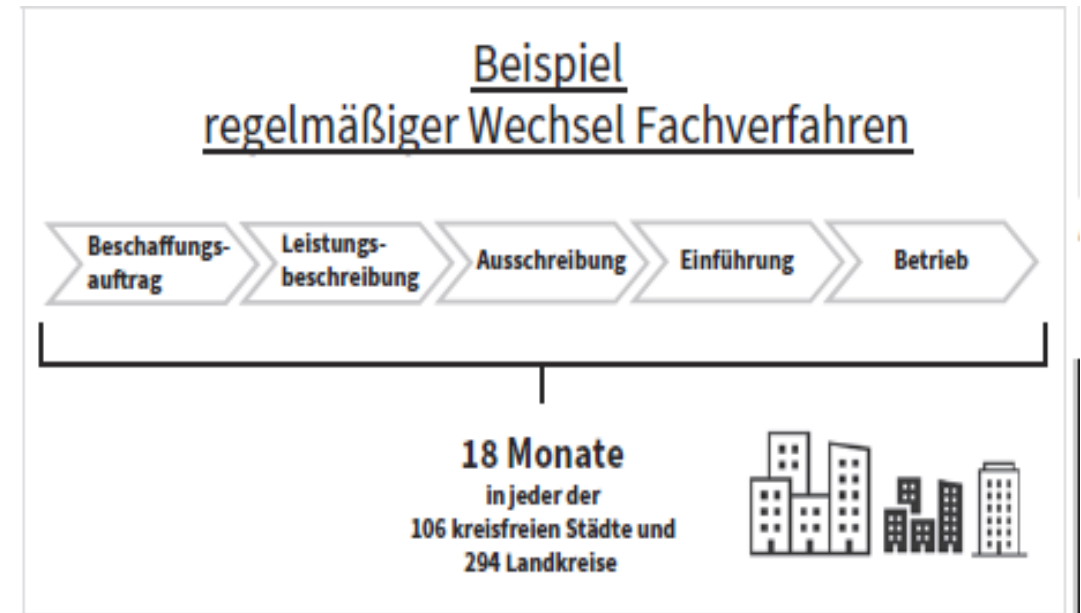 Beispiel
regelmäßiger Wechsel Fachverfahren
Beschaffungs-
auftrag
Leistungs-
beschreibung
Ausschreibung
Einführung
Betrieb
18 Monate
in jeder der
106 kreisfreien Städte und
294 Landkreise